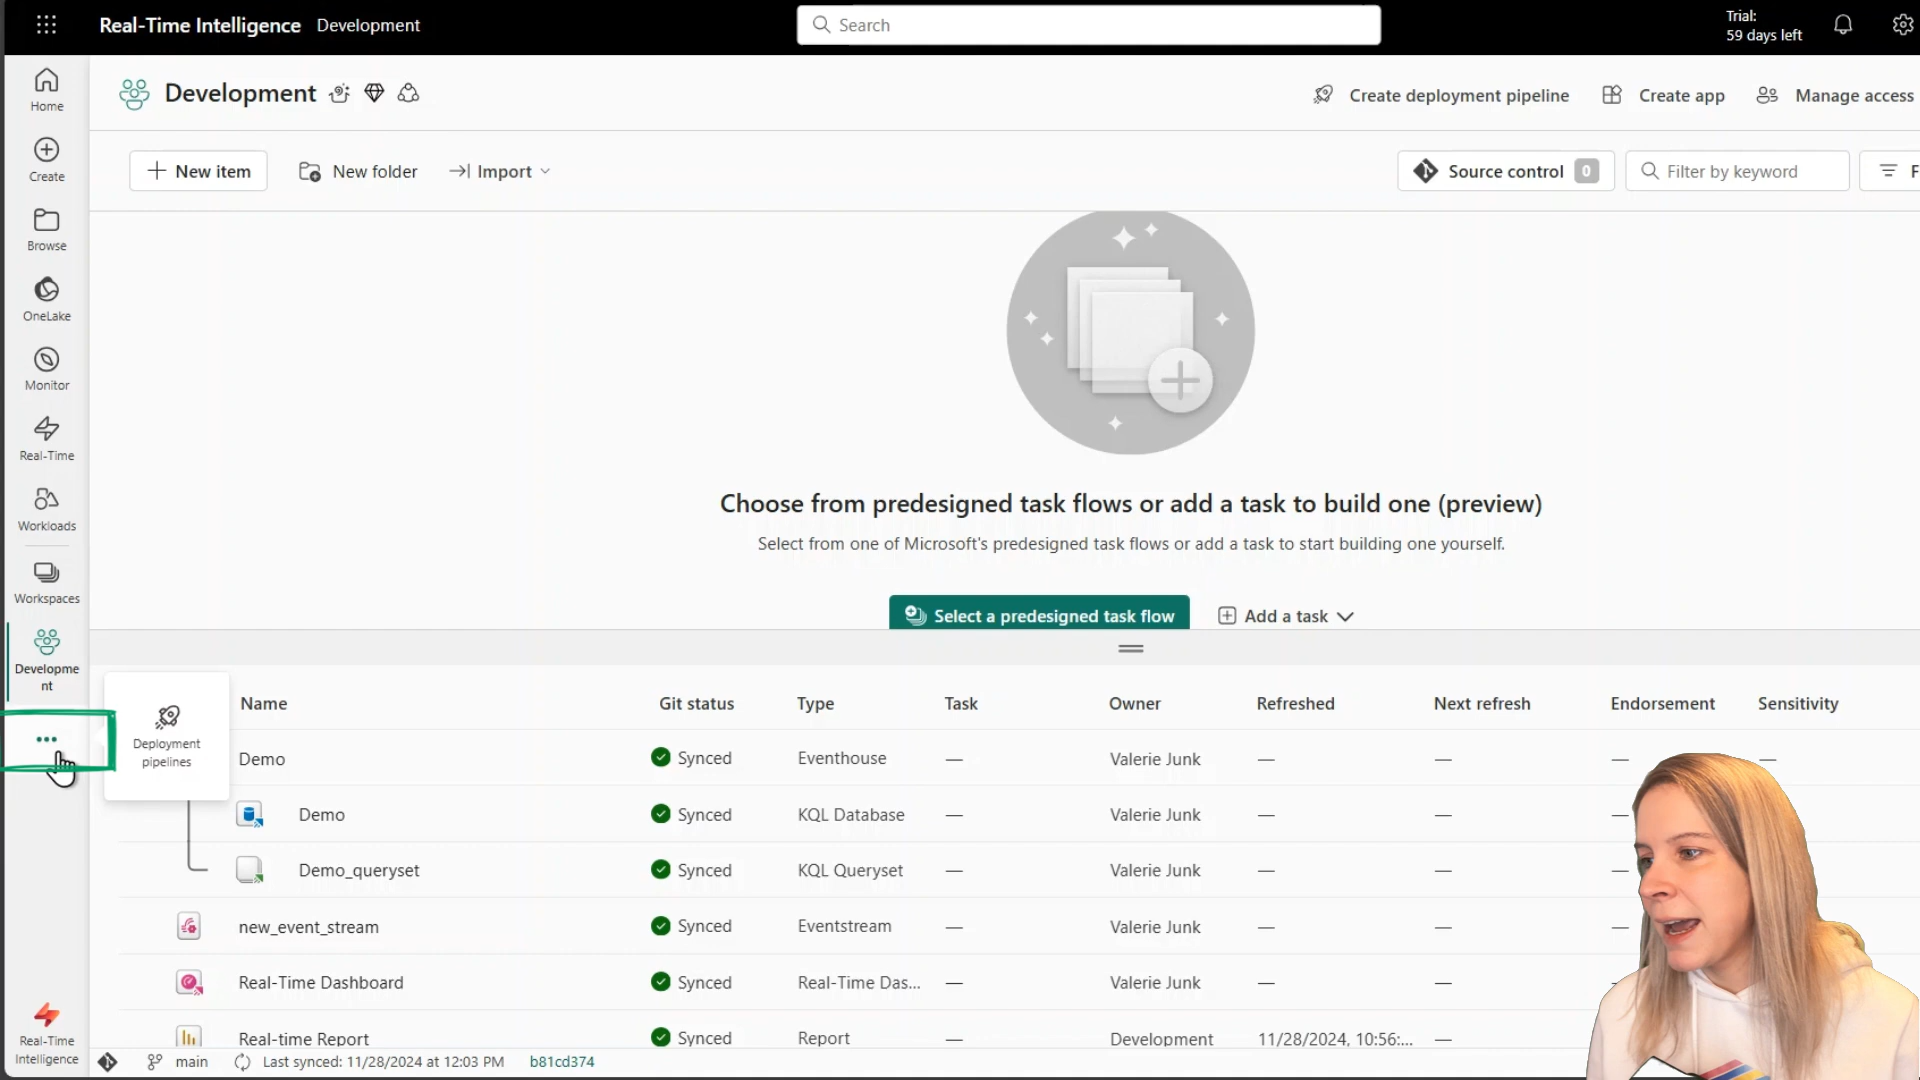 Real-Time Intelligence Development
Search
Trial:
59 days left
Home
Create
Browse
OneLake
Monitor
Real-Time
Workloads
Workspaces
Developme
nt
Deployment
pipelines
Real-Time
Intelligence
Development
Create deployment pipeline
Create app
Manage access
New item
New folder
Import
Source control 0
Filter by keyword
F
Choose from predesigned task flows or add a task to build one (preview)
Select from one of Microsoft's predesigned task flows or add a task to start building one yourself.
Select a predesigned task flow
Add a task
Name Git status Type Task Owner Refreshed Next refresh Endorsement Sensitivity
Demo Synced Eventhouse — Valerie Junk — — — —
Demo Synced KQL Database — Valerie Junk — — —
Demo_queryset Synced KQL Queryset — Valerie Junk — — —
new_event_stream Synced Eventstream — Valerie Junk — — —
Real-Time Dashboard Synced Real-Time Das... — Valerie Junk — — —
Real-time Report Synced Report — Development 11/28/2024, 10:56:... —
main Last synced: 11/28/2024 at 12:03 PM b81cd374